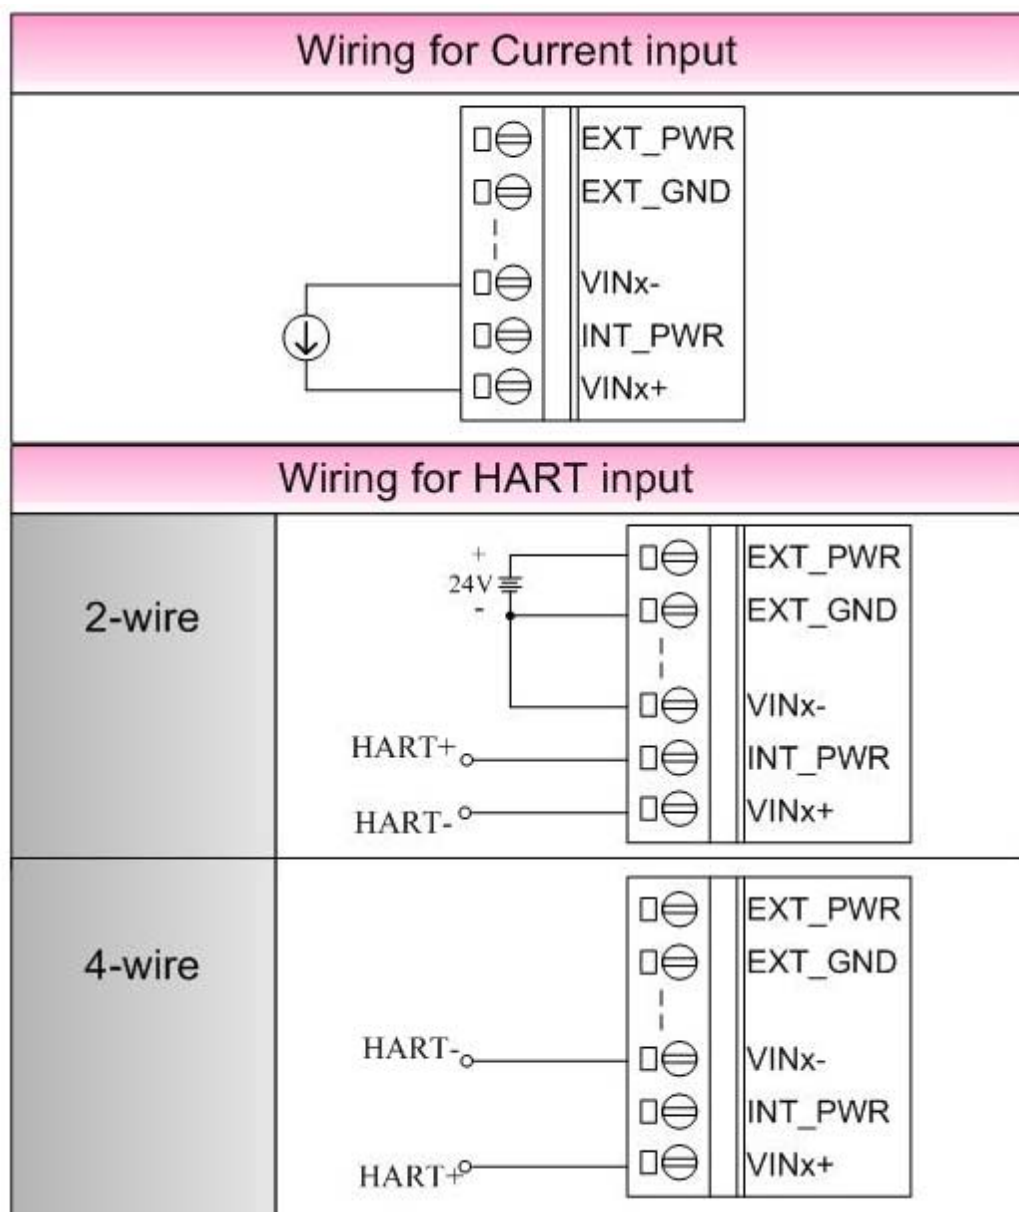 Wiring for Current input
EXT_PWR
EXT_GND
VINx-
INT_PWR
VINx+
Wiring for HART input
2-wire
+
24V
-
EXT_PWR
EXT_GND
VINx-
HART+
INT_PWR
HART-
VINx+
4-wire
EXT_PWR
EXT_GND
HART-
VINx-
INT_PWR
HART+
VINx+